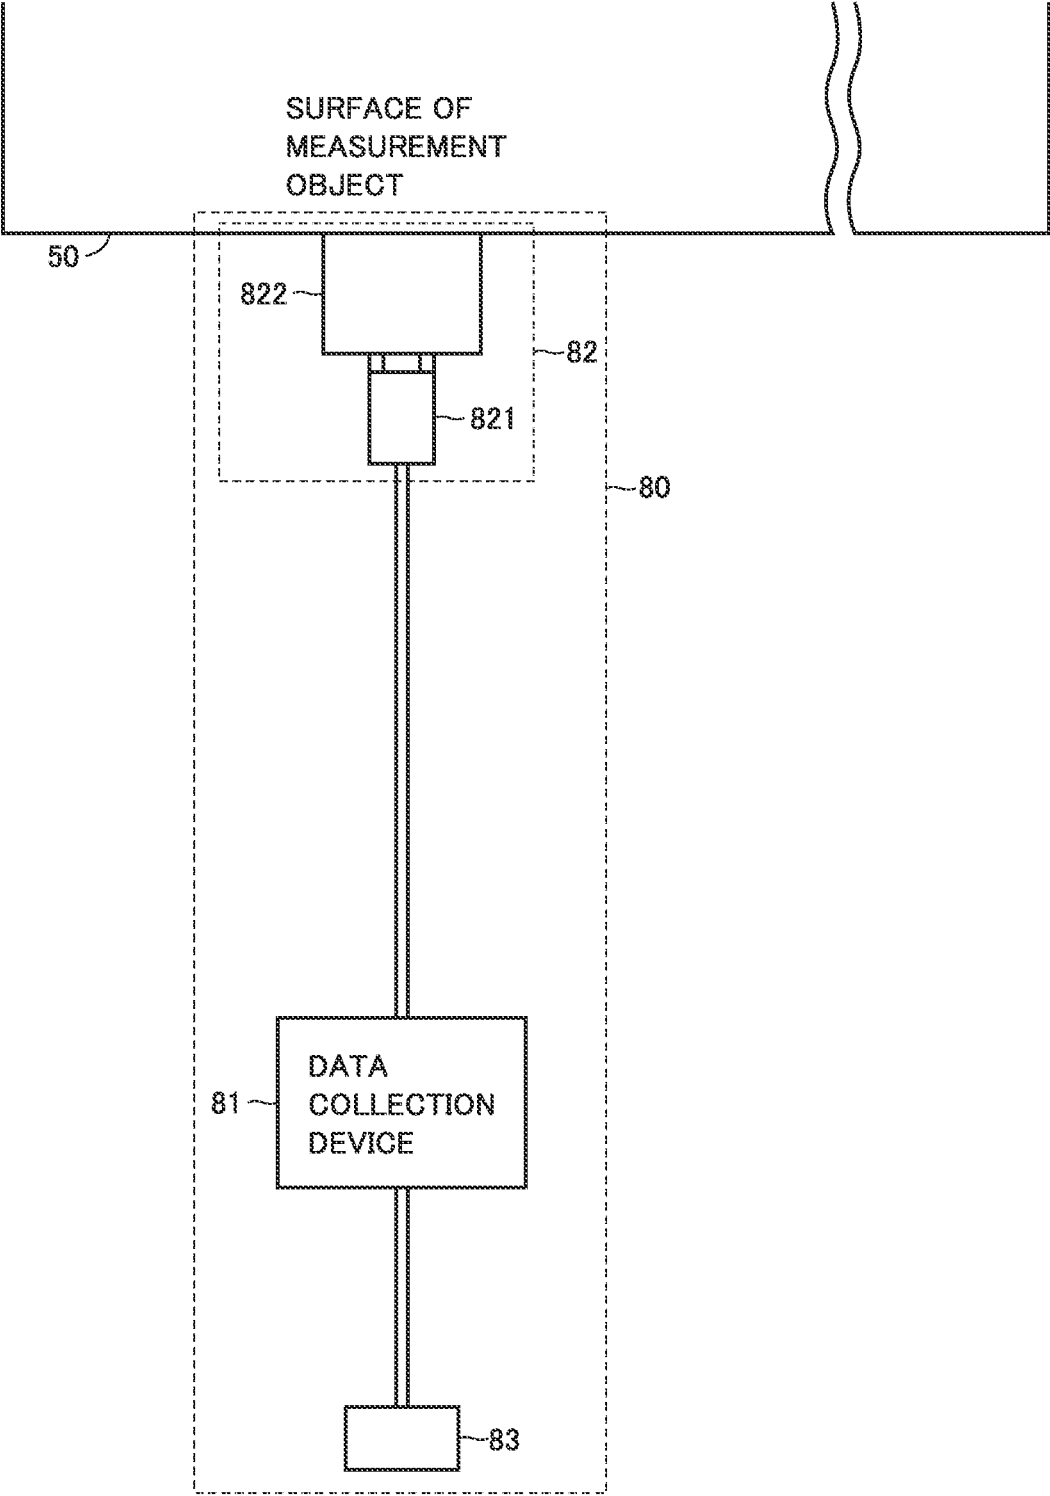 SURFACE OF
MEASUREMENT
OBJECT
50
822
82
821
80
DATA
COLLECTION
DEVICE
81
83